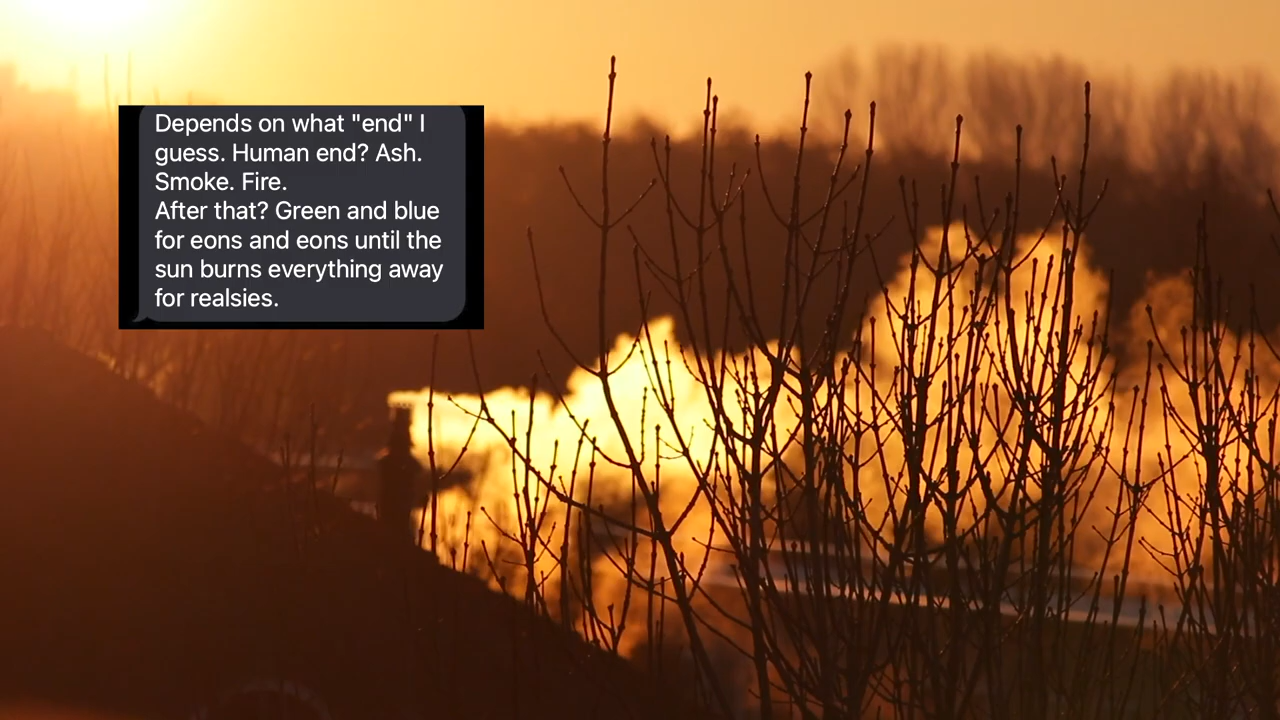 Depends on what "end" I
guess. Human end? Ash.
Smoke. Fire.
After that? Green and blue
for eons and eons until the
sun burns everything away
for realsies.